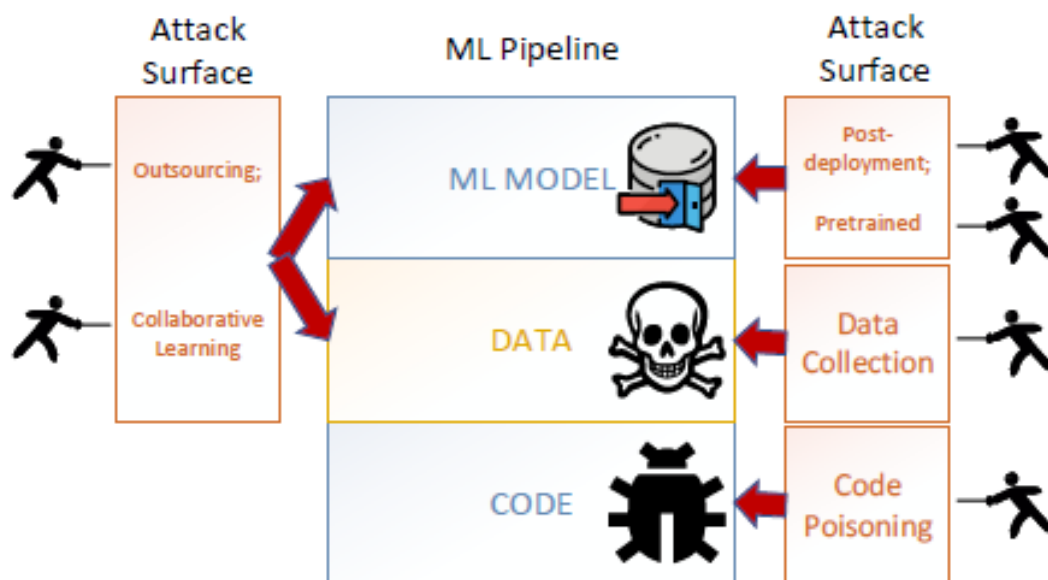 Attack
Surface
ML Pipeline
Attack
Surface
Outsourcing;
Collaborative
Learning
ML MODEL
DATA
CODE
Post-
deployment;
Pretrained
Data
Collection
Code
Poisoning